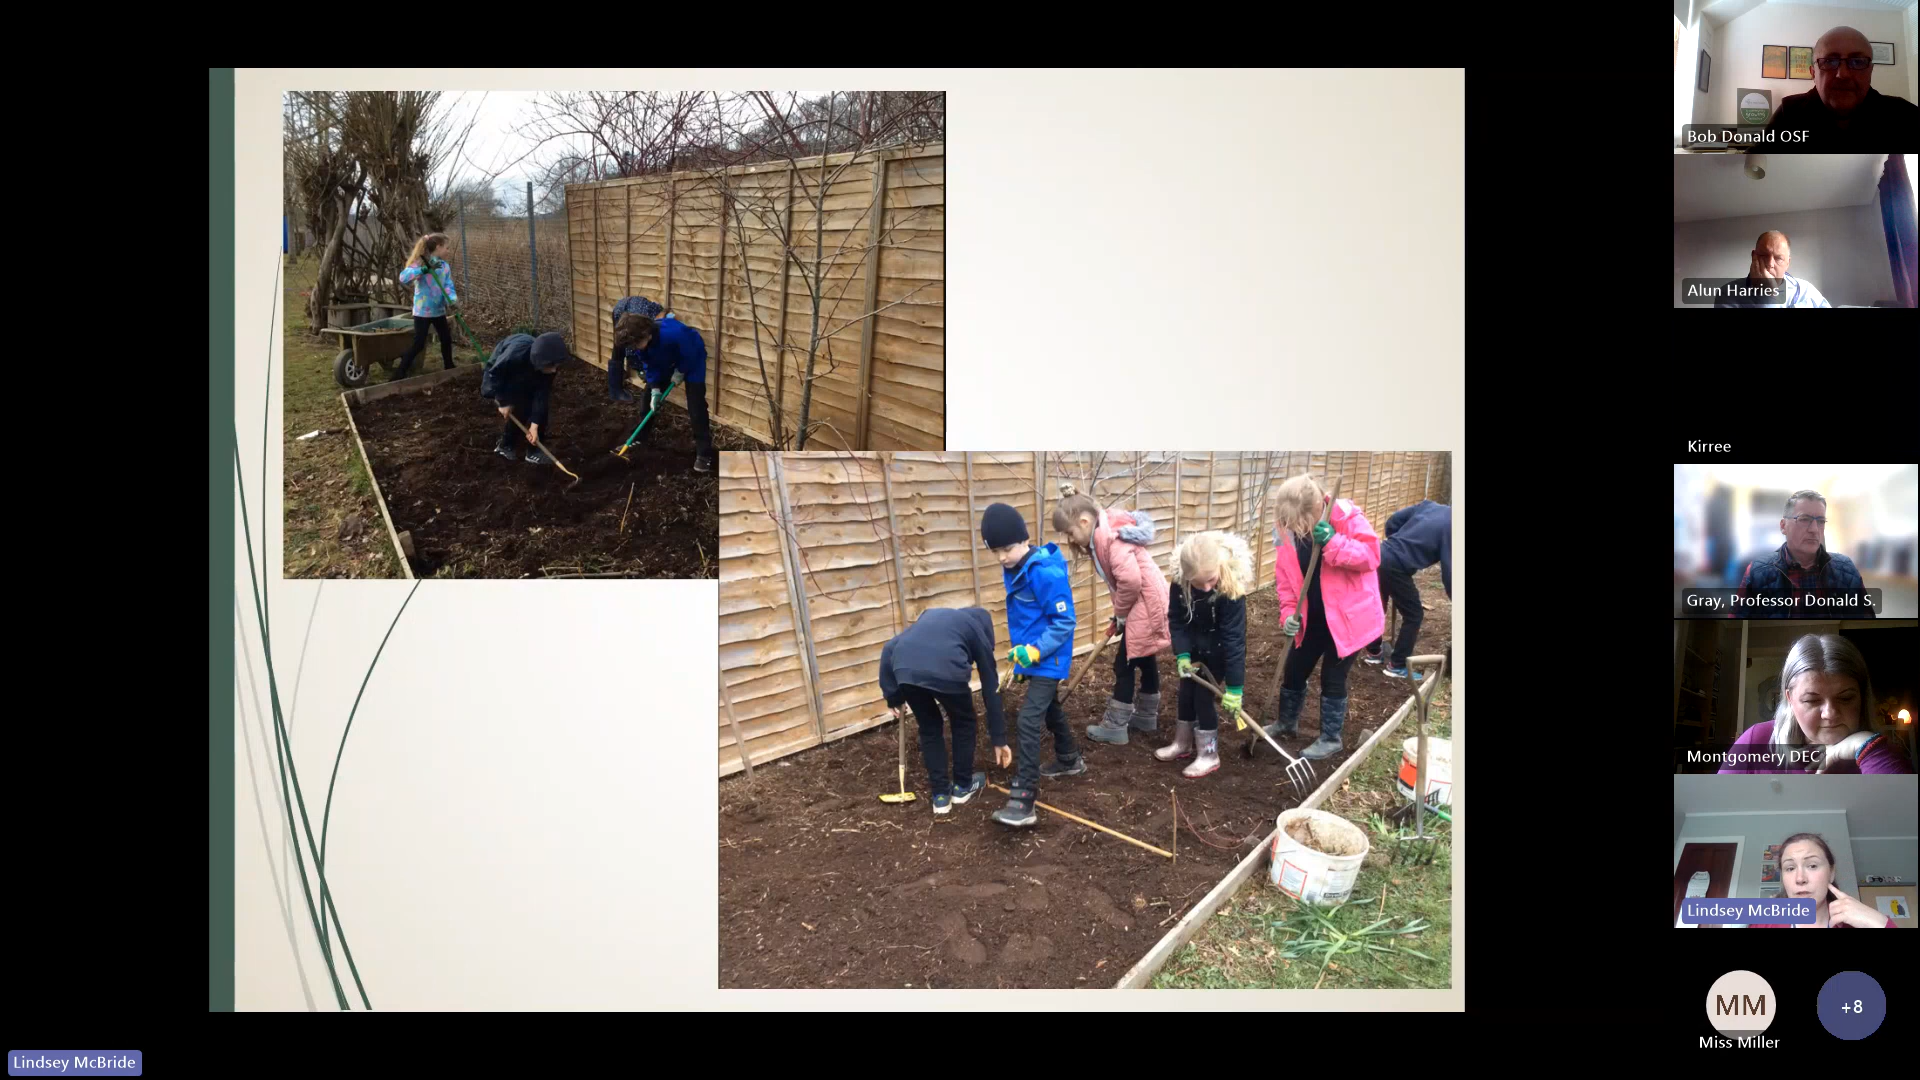 Bob Donald OSF
Alun Harries
Kirree
Gray, Professor Donald S.
Montgomery DEC
Lindsey McBride
MM
+8
Miss Miller
Lindsey McBride